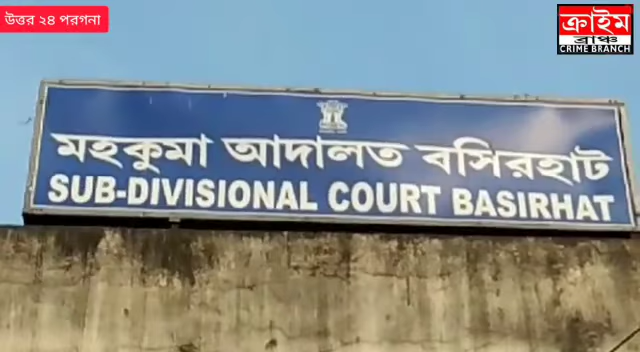 উত্তর ২৪ পরগনা
ক্রাইম
ব্রাঞ্চ
CRIME BRANCH
মহকুমা আদালত বসিরহাট
SUB-DIVISIONAL COURT BASIRHAT